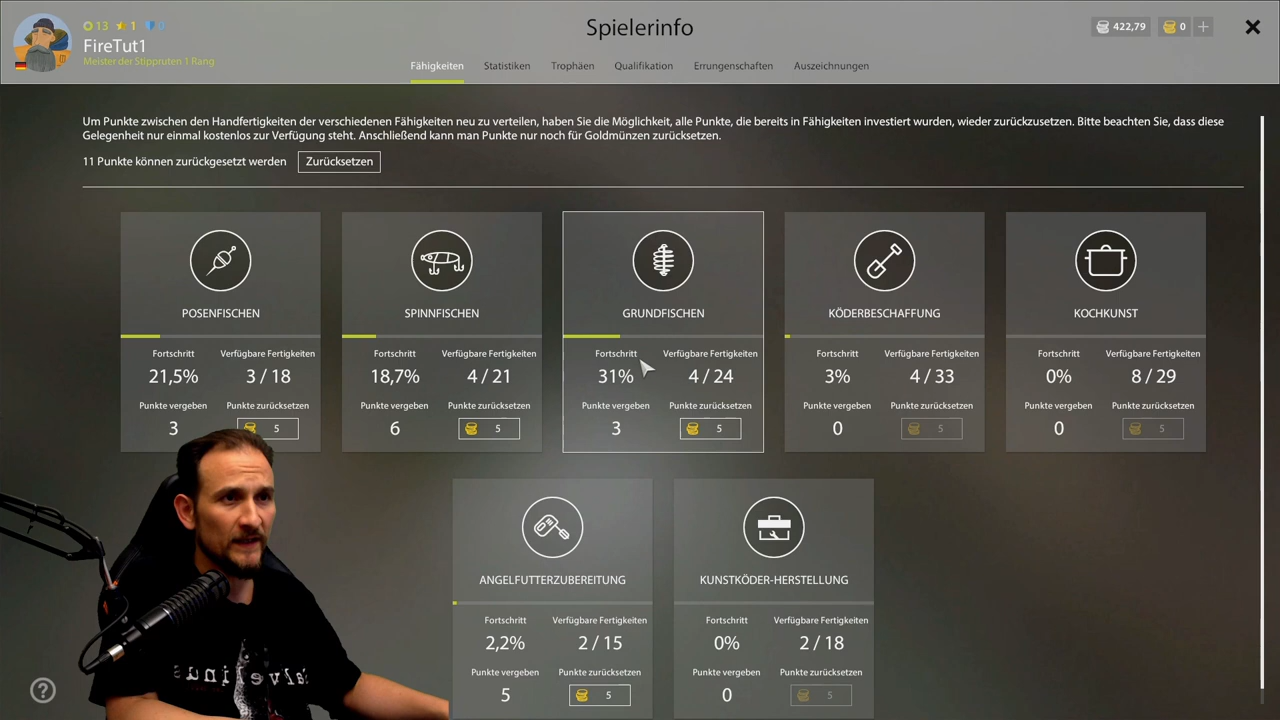 13 1 0
FireTut1
Meister der Stippruten 1 Rang
Spielerinfo
422,79 0
Fähigkeiten Statistiken Trophäen Qualifikation Errungenschaften Auszeichnungen
Um Punkte zwischen den Handfertigkeiten der verschiedenen Fähigkeiten neu zu verteilen, haben Sie die Möglichkeit, alle Punkte, die bereits in Fähigkeiten investiert wurden, wieder zurückzusetzen. Bitte beachten Sie, dass diese
Gelegenheit nur einmal kostenlos zur Verfügung steht. Anschließend kann man Punkte nur noch für Goldmünzen zurücksetzen.
11 Punkte können zurückgesetzt werden Zurücksetzen
POSENFISCHEN
Fortschritt Verfügbare Fertigkeiten
21,5% 3 / 18
Punkte vergeben Punkte zurücksetzen
3 5
SPINNFISCHEN
Fortschritt Verfügbare Fertigkeiten
18,7% 4 / 21
Punkte vergeben Punkte zurücksetzen
6 5
GRUNDFISCHEN
Fortschritt Verfügbare Fertigkeiten
31% 4 / 24
Punkte vergeben Punkte zurücksetzen
3 5
KÖDERBESCHAFFUNG
Fortschritt Verfügbare Fertigkeiten
3% 4 / 33
Punkte vergeben Punkte zurücksetzen
0 5
KOCHKUNST
Fortschritt Verfügbare Fertigkeiten
0% 8 / 29
Punkte vergeben Punkte zurücksetzen
0 5
ANGELFUTTERZUBEREITUNG
Fortschritt Verfügbare Fertigkeiten
2,2% 2 / 15
Punkte vergeben Punkte zurücksetzen
5 5
KUNSTKÖDER-HERSTELLUNG
Fortschritt Verfügbare Fertigkeiten
0% 2 / 18
Punkte vergeben Punkte zurücksetzen
0 5
?